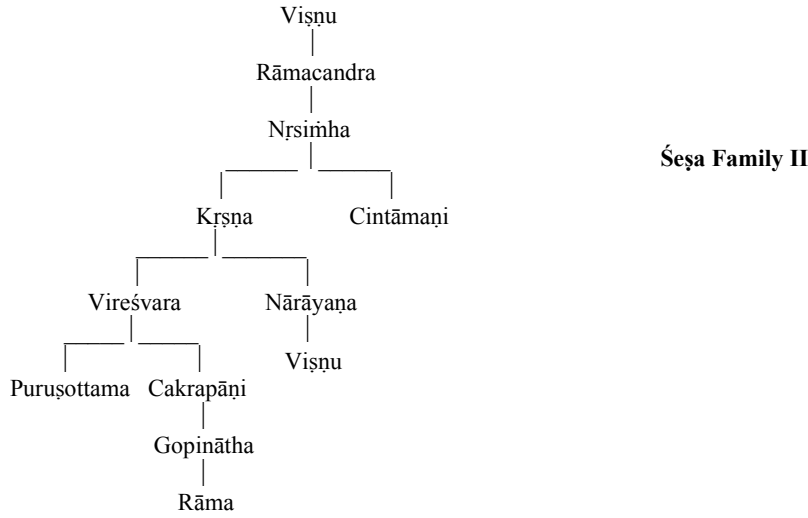 Viṣṇu
Rāmacandra
Nṛsiṁha
Śeṣa Family II
Kṛṣṇa Cintāmaṇi
Vireśvara Nārāyaṇa
Viṣṇu
Puruṣottama Cakrapāṇi
Gopinātha
Rāma